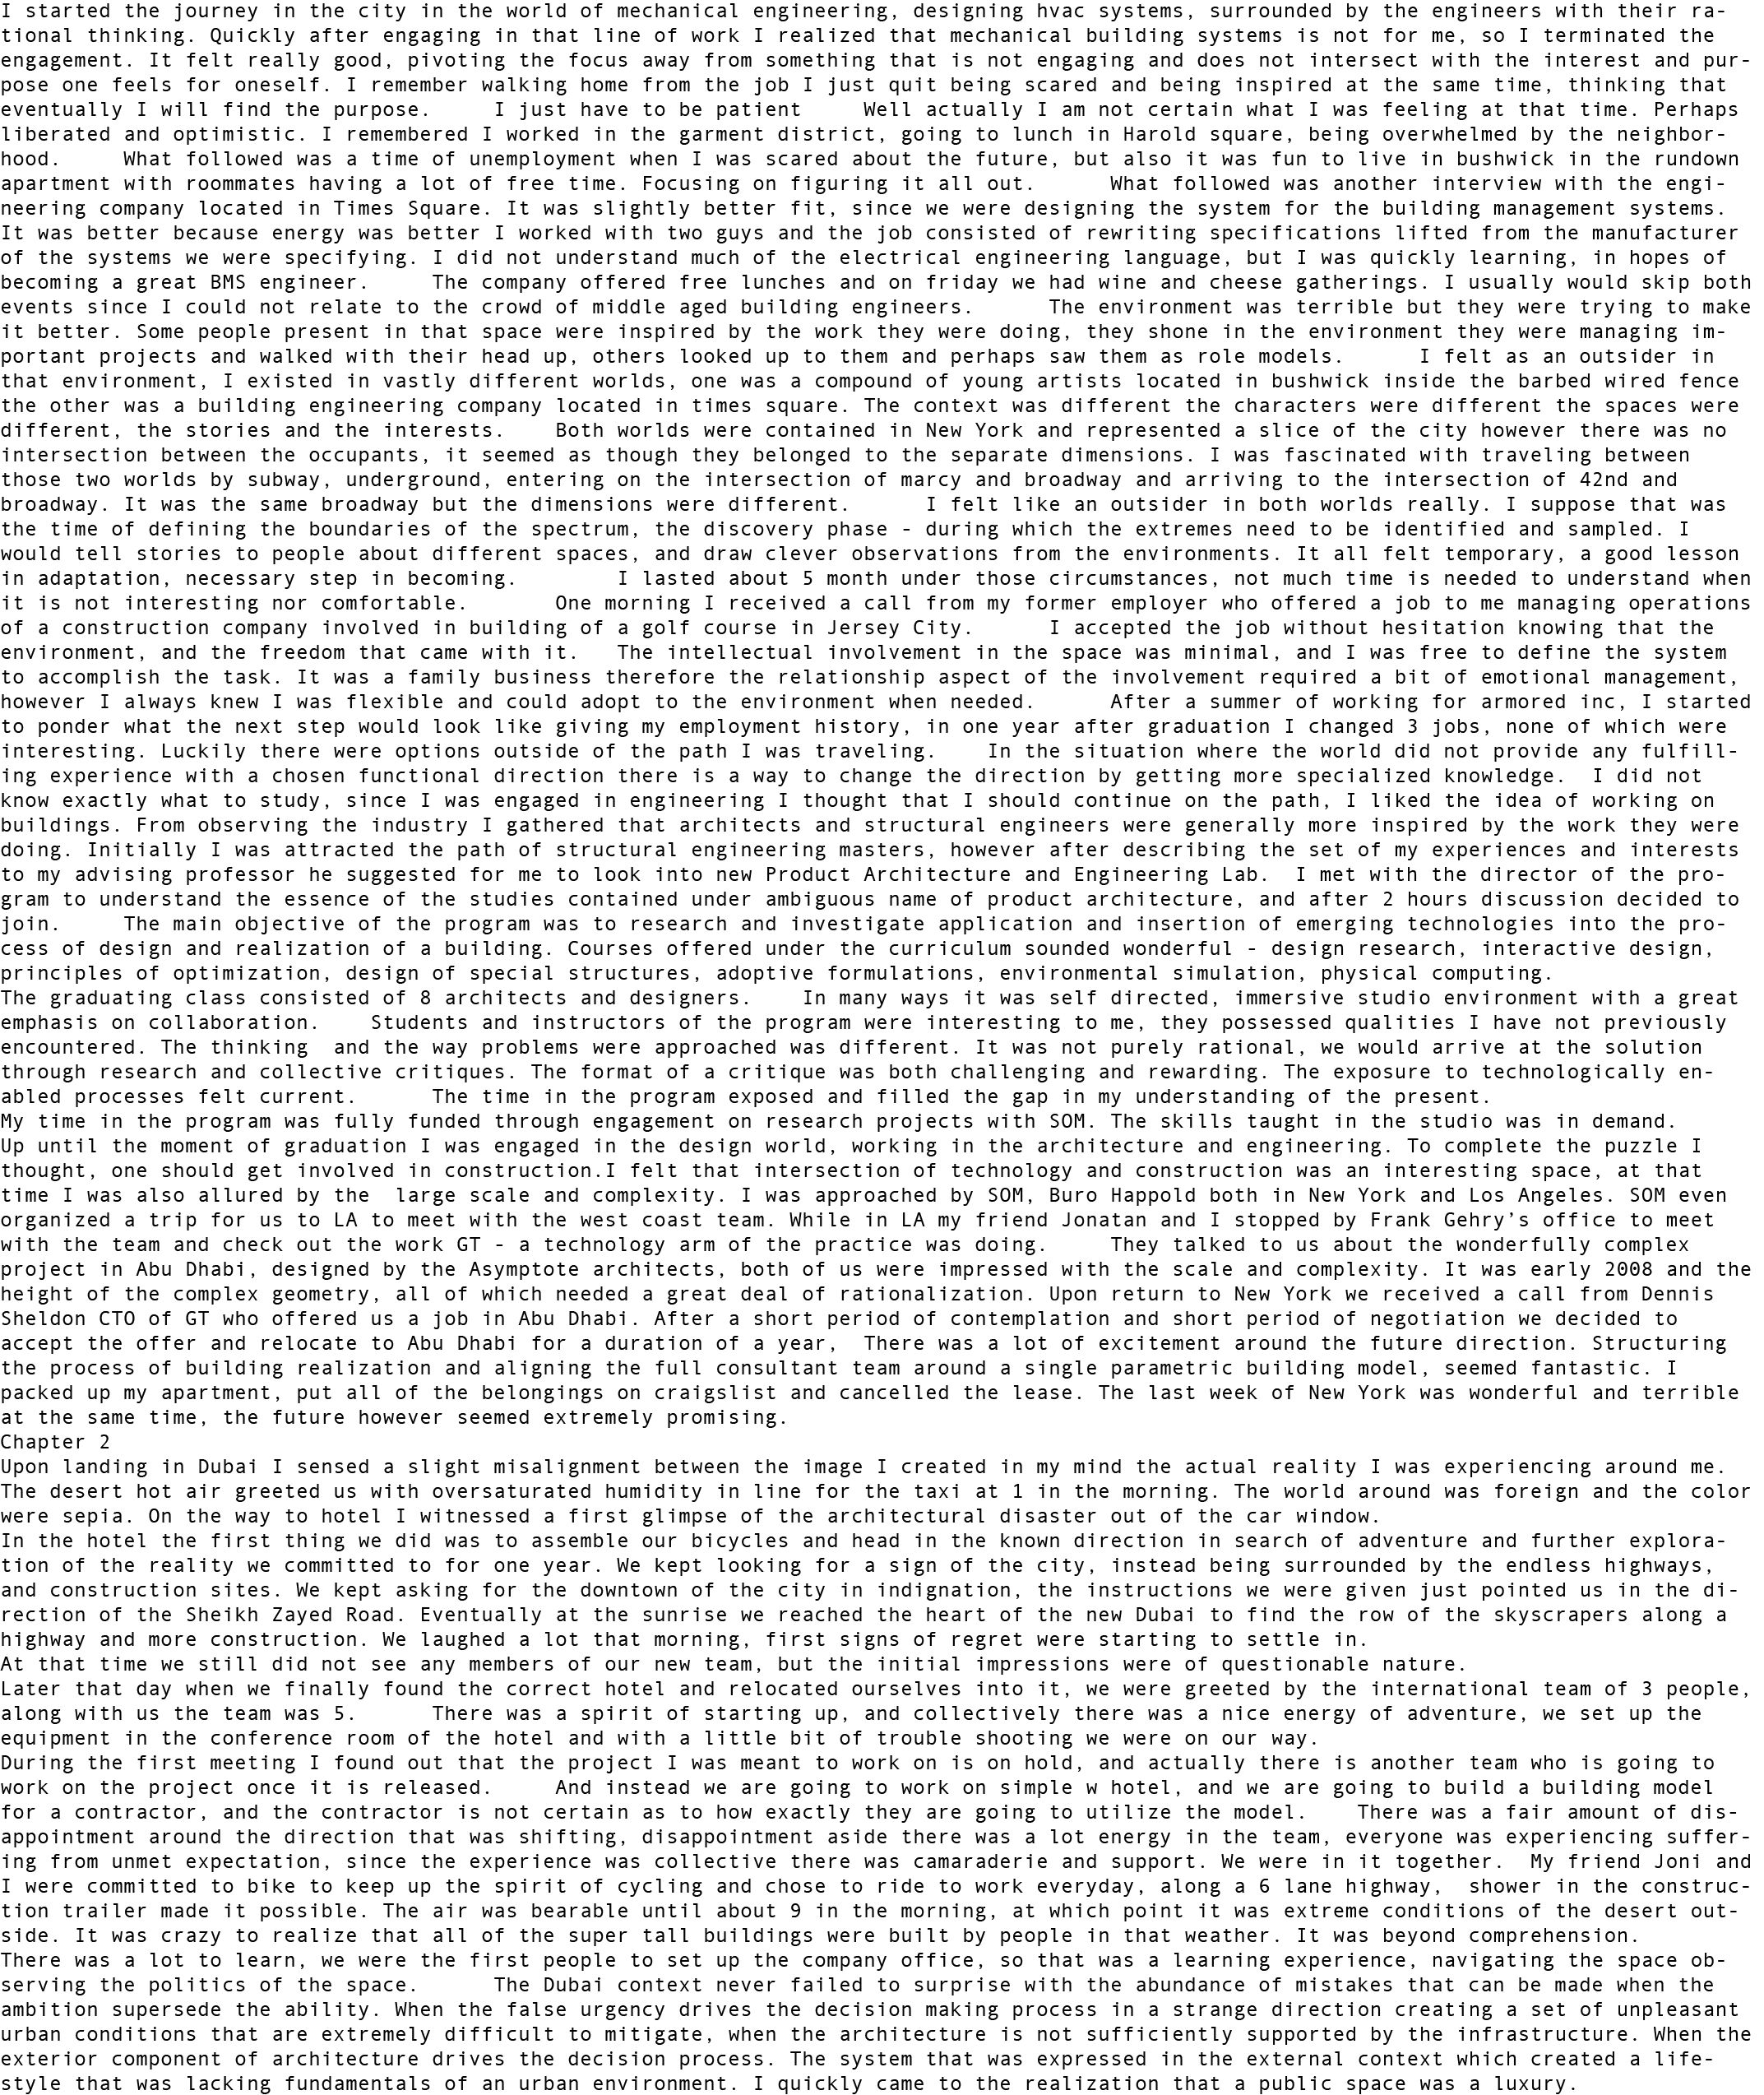 I started the journey in the city in the world of mechanical engineering, designing hvac systems, surrounded by the engineers with their ra-
tional thinking. Quickly after engaging in that line of work I realized that mechanical building systems is not for me, so I terminated the
engagement. It felt really good, pivoting the focus away from something that is not engaging and does not intersect with the interest and pur-
pose one feels for oneself. I remember walking home from the job I just quit being scared and being inspired at the same time, thinking that
eventually I will find the purpose.     I just have to be patient     Well actually I am not certain what I was feeling at that time. Perhaps
liberated and optimistic. I remembered I worked in the garment district, going to lunch in Harold square, being overwhelmed by the neighbor-
hood.     What followed was a time of unemployment when I was scared about the future, but also it was fun to live in bushwick in the rundown
apartment with roommates having a lot of free time. Focusing on figuring it all out.      What followed was another interview with the engi-
neering company located in Times Square. It was slightly better fit, since we were designing the system for the building management systems.
It was better because energy was better I worked with two guys and the job consisted of rewriting specifications lifted from the manufacturer
of the systems we were specifying. I did not understand much of the electrical engineering language, but I was quickly learning, in hopes of
becoming a great BMS engineer.     The company offered free lunches and on friday we had wine and cheese gatherings. I usually would skip both
events since I could not relate to the crowd of middle aged building engineers.      The environment was terrible but they were trying to make
it better. Some people present in that space were inspired by the work they were doing, they shone in the environment they were managing im-
portant projects and walked with their head up, others looked up to them and perhaps saw them as role models.      I felt as an outsider in
that environment, I existed in vastly different worlds, one was a compound of young artists located in bushwick inside the barbed wired fence
the other was a building engineering company located in times square. The context was different the characters were different the spaces were
different, the stories and the interests.    Both worlds were contained in New York and represented a slice of the city however there was no
intersection between the occupants, it seemed as though they belonged to the separate dimensions. I was fascinated with traveling between
those two worlds by subway, underground, entering on the intersection of marcy and broadway and arriving to the intersection of 42nd and
broadway. It was the same broadway but the dimensions were different.      I felt like an outsider in both worlds really. I suppose that was
the time of defining the boundaries of the spectrum, the discovery phase - during which the extremes need to be identified and sampled. I
would tell stories to people about different spaces, and draw clever observations from the environments. It all felt temporary, a good lesson
in adaptation, necessary step in becoming.        I lasted about 5 month under those circumstances, not much time is needed to understand when
it is not interesting nor comfortable.       One morning I received a call from my former employer who offered a job to me managing operations
of a construction company involved in building of a golf course in Jersey City.      I accepted the job without hesitation knowing that the
environment, and the freedom that came with it.   The intellectual involvement in the space was minimal, and I was free to define the system
to accomplish the task. It was a family business therefore the relationship aspect of the involvement required a bit of emotional management,
however I always knew I was flexible and could adopt to the environment when needed.      After a summer of working for armored inc, I started
to ponder what the next step would look like giving my employment history, in one year after graduation I changed 3 jobs, none of which were
interesting. Luckily there were options outside of the path I was traveling.    In the situation where the world did not provide any fulfill-
ing experience with a chosen functional direction there is a way to change the direction by getting more specialized knowledge.  I did not
know exactly what to study, since I was engaged in engineering I thought that I should continue on the path, I liked the idea of working on
buildings. From observing the industry I gathered that architects and structural engineers were generally more inspired by the work they were
doing. Initially I was attracted the path of structural engineering masters, however after describing the set of my experiences and interests
to my advising professor he suggested for me to look into new Product Architecture and Engineering Lab.  I met with the director of the pro-
gram to understand the essence of the studies contained under ambiguous name of product architecture, and after 2 hours discussion decided to
join.     The main objective of the program was to research and investigate application and insertion of emerging technologies into the pro-
cess of design and realization of a building. Courses offered under the curriculum sounded wonderful - design research, interactive design,
principles of optimization, design of special structures, adoptive formulations, environmental simulation, physical computing.
The graduating class consisted of 8 architects and designers.    In many ways it was self directed, immersive studio environment with a great
emphasis on collaboration.    Students and instructors of the program were interesting to me, they possessed qualities I have not previously
encountered. The thinking  and the way problems were approached was different. It was not purely rational, we would arrive at the solution
through research and collective critiques. The format of a critique was both challenging and rewarding. The exposure to technologically en-
abled processes felt current.      The time in the program exposed and filled the gap in my understanding of the present.
My time in the program was fully funded through engagement on research projects with SOM. The skills taught in the studio was in demand.
Up until the moment of graduation I was engaged in the design world, working in the architecture and engineering. To complete the puzzle I
thought, one should get involved in construction.I felt that intersection of technology and construction was an interesting space, at that
time I was also allured by the  large scale and complexity. I was approached by SOM, Buro Happold both in New York and Los Angeles. SOM even
organized a trip for us to LA to meet with the west coast team. While in LA my friend Jonatan and I stopped by Frank Gehry’s office to meet
with the team and check out the work GT - a technology arm of the practice was doing.     They talked to us about the wonderfully complex
project in Abu Dhabi, designed by the Asymptote architects, both of us were impressed with the scale and complexity. It was early 2008 and the
height of the complex geometry, all of which needed a great deal of rationalization. Upon return to New York we received a call from Dennis
Sheldon CTO of GT who offered us a job in Abu Dhabi. After a short period of contemplation and short period of negotiation we decided to
accept the offer and relocate to Abu Dhabi for a duration of a year,  There was a lot of excitement around the future direction. Structuring
the process of building realization and aligning the full consultant team around a single parametric building model, seemed fantastic. I
packed up my apartment, put all of the belongings on craigslist and cancelled the lease. The last week of New York was wonderful and terrible
at the same time, the future however seemed extremely promising.
Chapter 2
Upon landing in Dubai I sensed a slight misalignment between the image I created in my mind the actual reality I was experiencing around me.
The desert hot air greeted us with oversaturated humidity in line for the taxi at 1 in the morning. The world around was foreign and the color
were sepia. On the way to hotel I witnessed a first glimpse of the architectural disaster out of the car window.
In the hotel the first thing we did was to assemble our bicycles and head in the known direction in search of adventure and further explora-
tion of the reality we committed to for one year. We kept looking for a sign of the city, instead being surrounded by the endless highways,
and construction sites. We kept asking for the downtown of the city in indignation, the instructions we were given just pointed us in the di-
rection of the Sheikh Zayed Road. Eventually at the sunrise we reached the heart of the new Dubai to find the row of the skyscrapers along a
highway and more construction. We laughed a lot that morning, first signs of regret were starting to settle in.
At that time we still did not see any members of our new team, but the initial impressions were of questionable nature.
Later that day when we finally found the correct hotel and relocated ourselves into it, we were greeted by the international team of 3 people,
along with us the team was 5.      There was a spirit of starting up, and collectively there was a nice energy of adventure, we set up the
equipment in the conference room of the hotel and with a little bit of trouble shooting we were on our way.
During the first meeting I found out that the project I was meant to work on is on hold, and actually there is another team who is going to
work on the project once it is released.     And instead we are going to work on simple w hotel, and we are going to build a building model
for a contractor, and the contractor is not certain as to how exactly they are going to utilize the model.    There was a fair amount of dis-
appointment around the direction that was shifting, disappointment aside there was a lot energy in the team, everyone was experiencing suffer-
ing from unmet expectation, since the experience was collective there was camaraderie and support. We were in it together.  My friend Joni and
I were committed to bike to keep up the spirit of cycling and chose to ride to work everyday, along a 6 lane highway,  shower in the construc-
tion trailer made it possible. The air was bearable until about 9 in the morning, at which point it was extreme conditions of the desert out-
side. It was crazy to realize that all of the super tall buildings were built by people in that weather. It was beyond comprehension.
There was a lot to learn, we were the first people to set up the company office, so that was a learning experience, navigating the space ob-
serving the politics of the space.      The Dubai context never failed to surprise with the abundance of mistakes that can be made when the
ambition supersede the ability. When the false urgency drives the decision making process in a strange direction creating a set of unpleasant
urban conditions that are extremely difficult to mitigate, when the architecture is not sufficiently supported by the infrastructure. When the
exterior component of architecture drives the decision process. The system that was expressed in the external context which created a life-
style that was lacking fundamentals of an urban environment. I quickly came to the realization that a public space was a luxury.